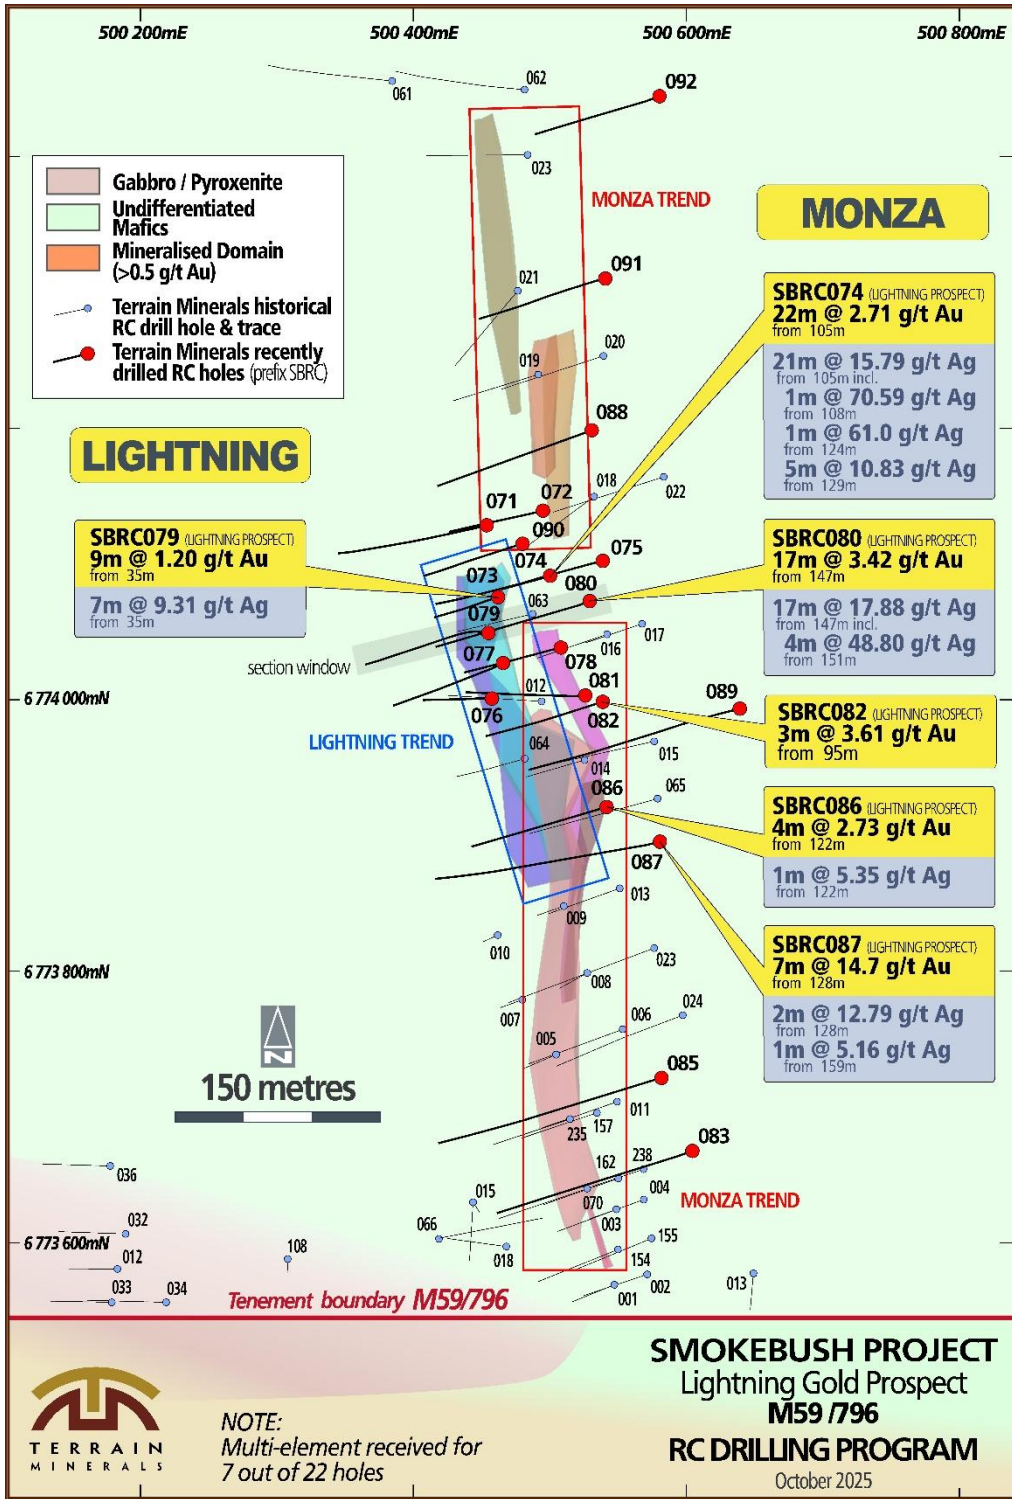 500 200mE
500 400mE
500 600mE
500 800mE
061
062
092
023
MONZA TREND
Gabbro / Pyroxenite
Undifferentiated
Mafics
Mineralised Domain
(>0.5 g/t Au)
Terrain Minerals historical
RC drill hole & trace
Terrain Minerals recently
drilled RC holes (prefix SBRC)
MONZA
091
021
019
020
088
SBRC074 (LIGHTNING PROSPECT)
22m @ 2.71 g/t Au
from 105m
21m @ 15.79 g/t Ag
from 105m incl.
1m @ 70.59 g/t Ag
from 108m
1m @ 61.0 g/t Ag
from 124m
5m @ 10.83 g/t Ag
from 129m
LIGHTNING
071
072
018
022
090
074
075
073
080
SBRC079 (LIGHTNING PROSPECT)
9m @ 1.20 g/t Au
from 35m
7m @ 9.31 g/t Ag
from 35m
SBRC080 (LIGHTNING PROSPECT)
17m @ 3.42 g/t Au
from 147m
17m @ 17.88 g/t Ag
from 147m incl.
4m @ 48.80 g/t Ag
from 151m
079
063
017
016
section window
077
078
081
012
089
6 774 000mN
076
082
LIGHTNING TREND
064
014
015
SBRC082 (LIGHTNING PROSPECT)
3m @ 3.61 g/t Au
from 95m
086
065
SBRC086 (LIGHTNING PROSPECT)
4m @ 2.73 g/t Au
from 122m
1m @ 5.35 g/t Ag
from 122m
087
013
009
010
SBRC087 (LIGHTNING PROSPECT)
7m @ 14.7 g/t Au
from 128m
2m @ 12.79 g/t Ag
from 128m
1m @ 5.16 g/t Ag
from 159m
6 773 800mN
023
008
007
024
006
005
N
150 metres
085
011
157
235
083
238
162
036
015
070
004
003
MONZA TREND
032
066
018
155
154
6 773 600mN
108
012
013
002
001
033
034
Tenement boundary M59/796
TERRAIN
MINERALS
NOTE:
Multi-element received for
7 out of 22 holes
SMOKEBUSH PROJECT
Lightning Gold Prospect
M59 /796
RC DRILLING PROGRAM
October 2025